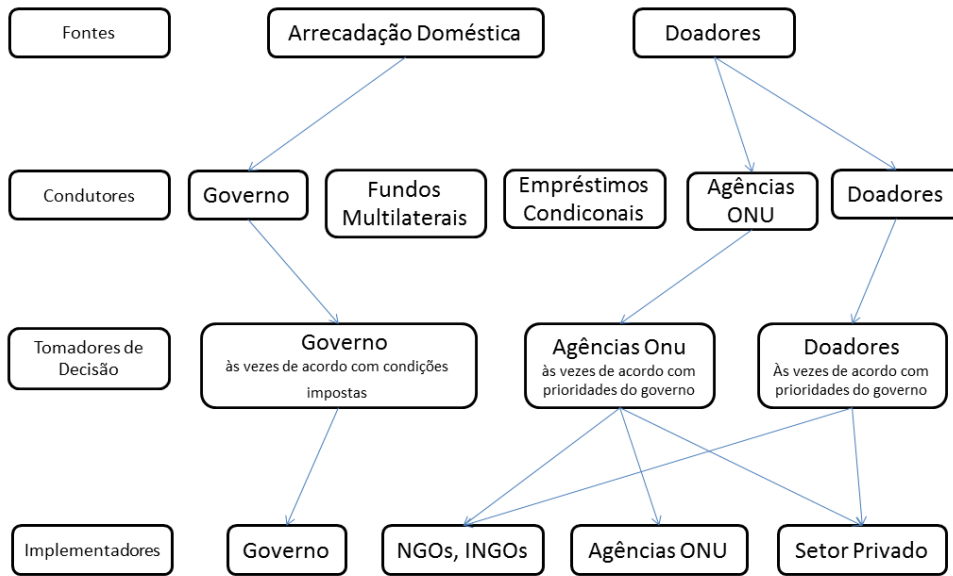 Fontes
Arrecadação Doméstica
Doadores
Condutores
Governo
Fundos
Multilaterais
Empréstimos
Condiconais
Agências
ONU
Doadores
Tomadores de
Decisão
Governo
às vezes de acordo com condições
impostas
Agências Onu
às vezes de acordo com
prioridades do governo
Doadores
Às vezes de acordo com
prioridades do governo
Implementadores
Governo
NGOs, INGOs
Agências ONU
Setor Privado